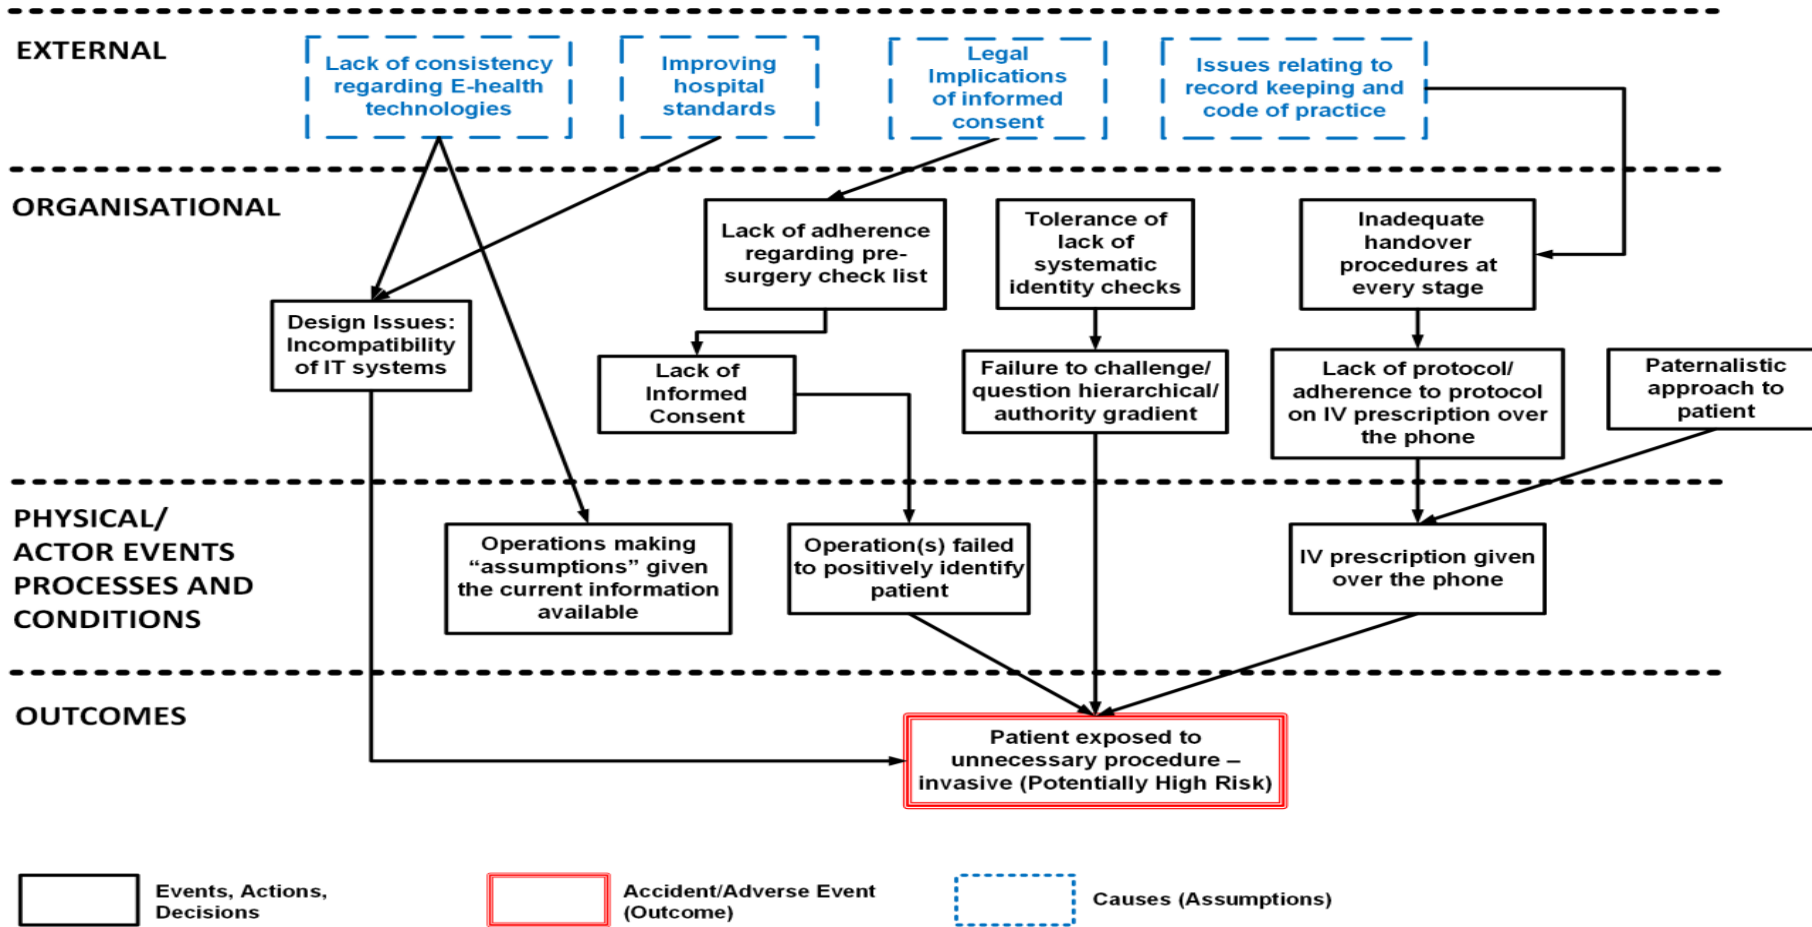 EXTERNAL
Lack of consistency
regarding E-health
technologies
Improving
hospital
standards
Legal
Implications
of informed
consent
Issues relating to
record keeping and
code of practice
ORGANISATIONAL
Lack of adherence
regarding pre-
surgery check list
Tolerance of
lack of
systematic
identity checks
Inadequate
handover
procedures at
every stage
Design Issues:
Incompatibility
of IT systems
Lack of
Informed
Consent
Failure to challenge/
question hierarchical/
authority gradient
Lack of protocol/
adherence to protocol
on IV prescription over
the phone
Paternalistic
approach to
patient
PHYSICAL/
ACTOR EVENTS
PROCESSES AND
CONDITIONS
Operations making
“assumptions” given
the current information
available
Operation(s) failed
to positively identify
patient
IV prescription given
over the phone
OUTCOMES
Patient exposed to
unnecessary procedure –
invasive (Potentially High Risk)
Events, Actions,
Decisions
Accident/Adverse Event
(Outcome)
Causes (Assumptions)